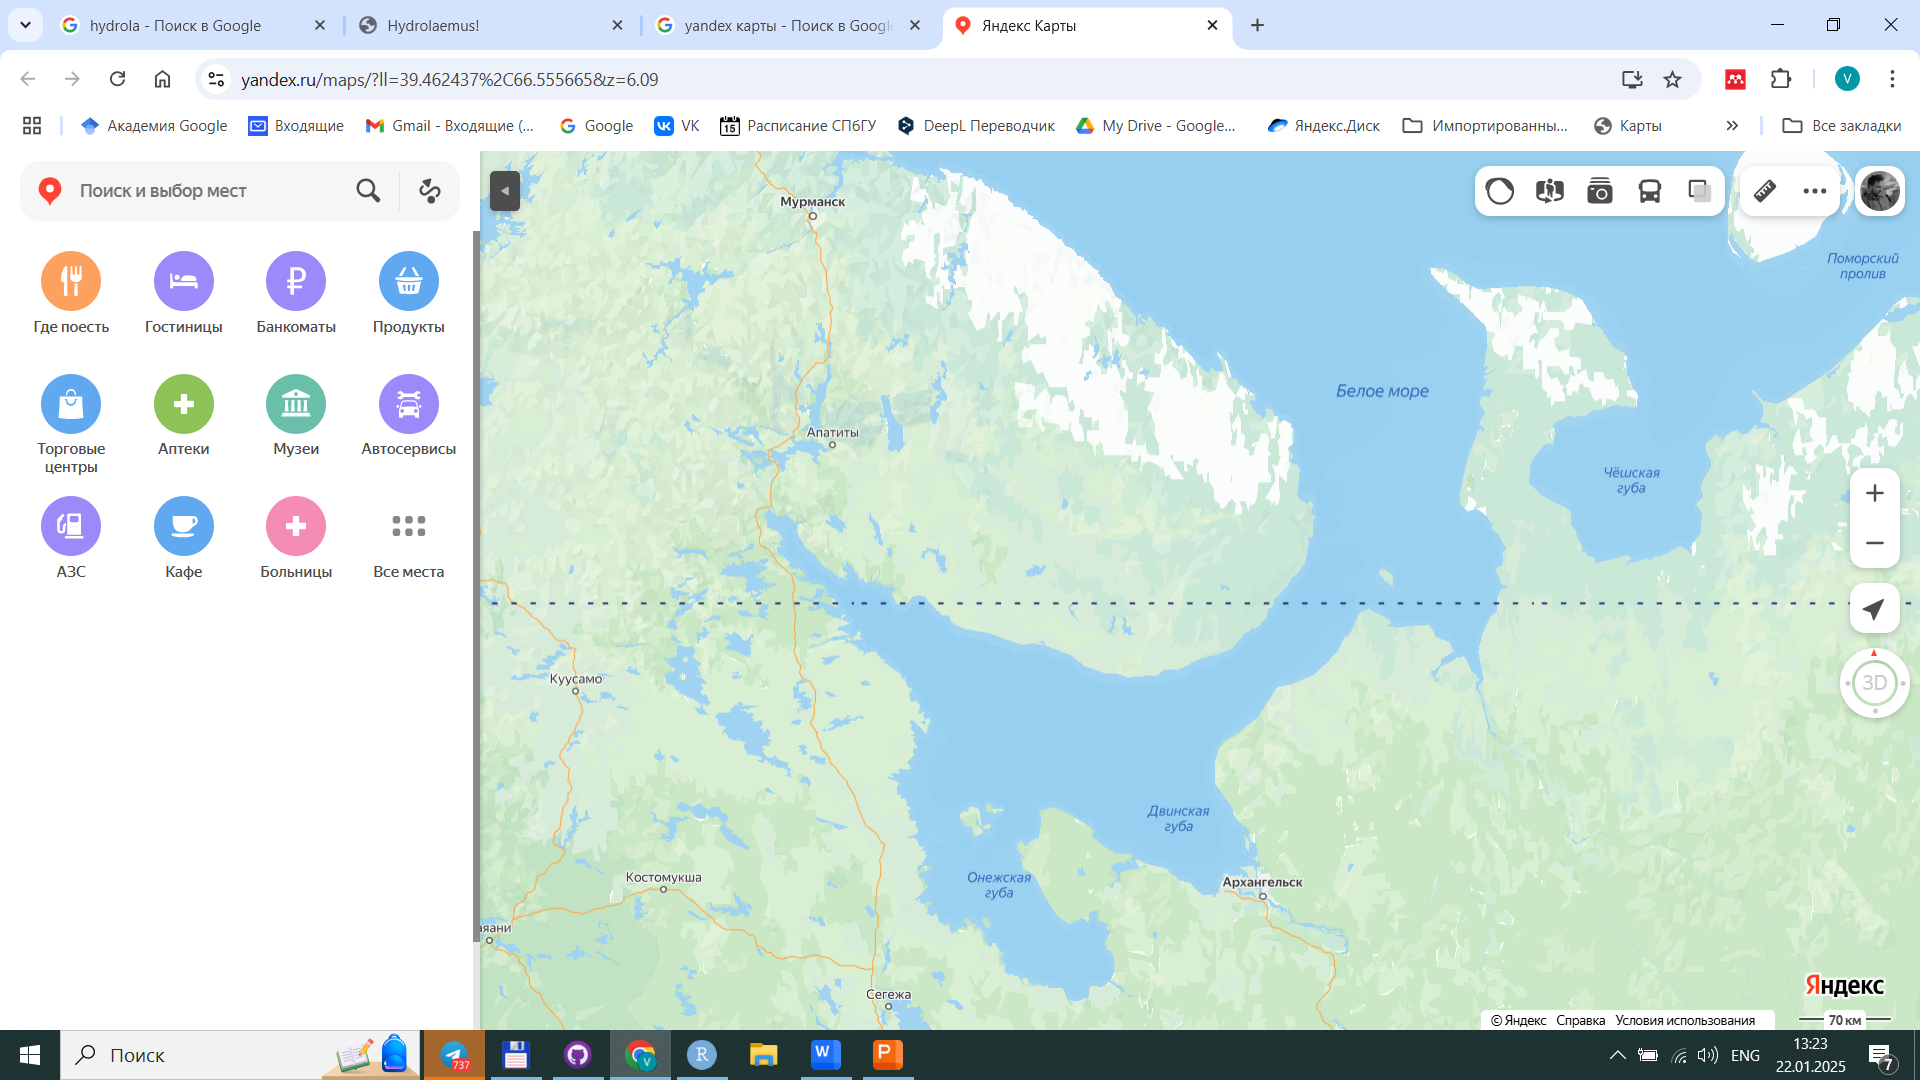 hydrola - Поиск в Google
Hydrolaemus!
yandex карты - Поиск в Google
Яндекс Карты
yandex.ru/maps/?ll=39.462437%2C66.555665&z=6.09
V
Академия Google
Входящие
Gmail - Входящие (...
Google
VK
15
Расписание СПбГУ
DeepL Переводчик
My Drive - Google...
Яндекс.Диск
Импортированны...
Карты
Все закладки
Поиск и выбор мест
Где поесть
Гостиницы
Банкоматы
Продукты
Торговые
центры
Аптеки
Музеи
Автосервисы
АЗС
Кафе
Больницы
Все места
Мурманск
Поморский
пролив
Белое море
Апатиты
Чёшская
губа
Куусамо
3D
Двинская
губа
Костомукша
Онежская
губа
Архангельск
аяани
Сегежа
Яндекс
© Яндекс Справка Условия использования
70 км
Поиск
737
V
R
W
P
ENG
13:23
22.01.2025
7